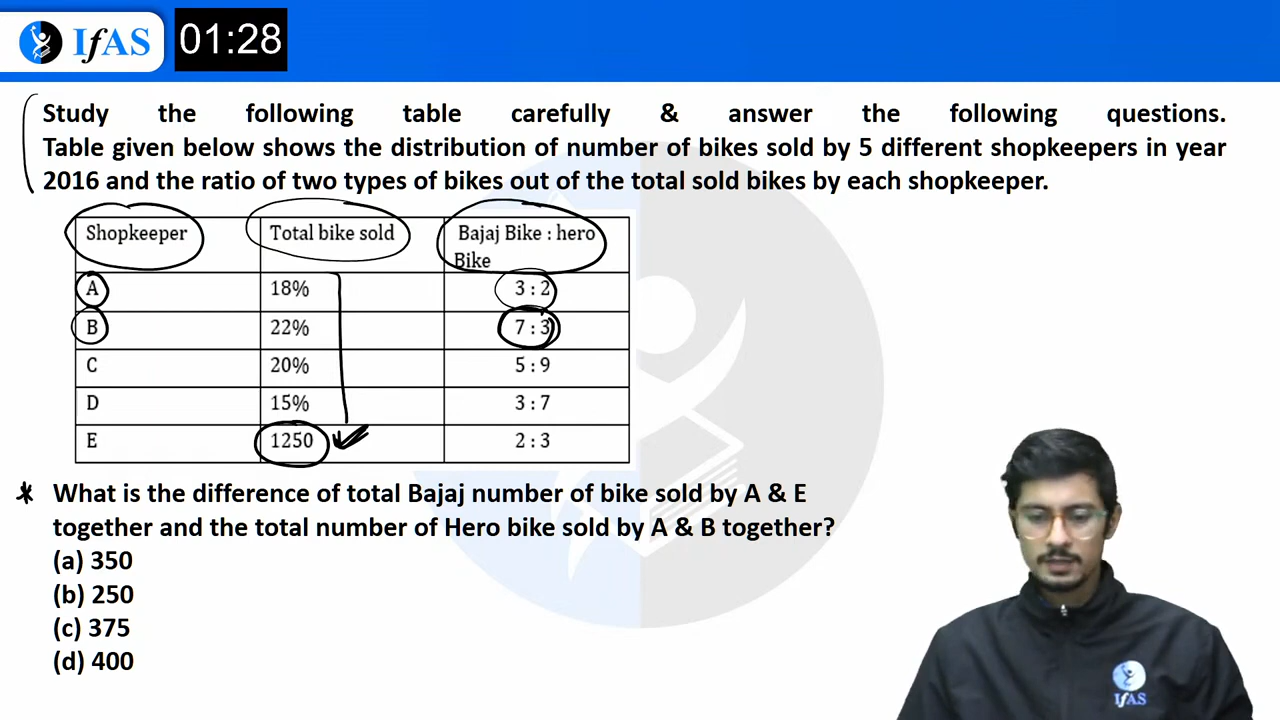 IfAS
01:28
Study the following table carefully & answer the following questions.
Table given below shows the distribution of number of bikes sold by 5 different shopkeepers in year
2016 and the ratio of two types of bikes out of the total sold bikes by each shopkeeper.
Shopkeeper Total bike sold Bajaj Bike : hero
Bike
A 18% 3 : 2
B 22% 7 : 3
C 20% 5 : 9
D 15% 3 : 7
E 1250 2 : 3
What is the difference of total Bajaj number of bike sold by A & E
together and the total number of Hero bike sold by A & B together?
(a) 350
(b) 250
(c) 375
(d) 400
IfAS